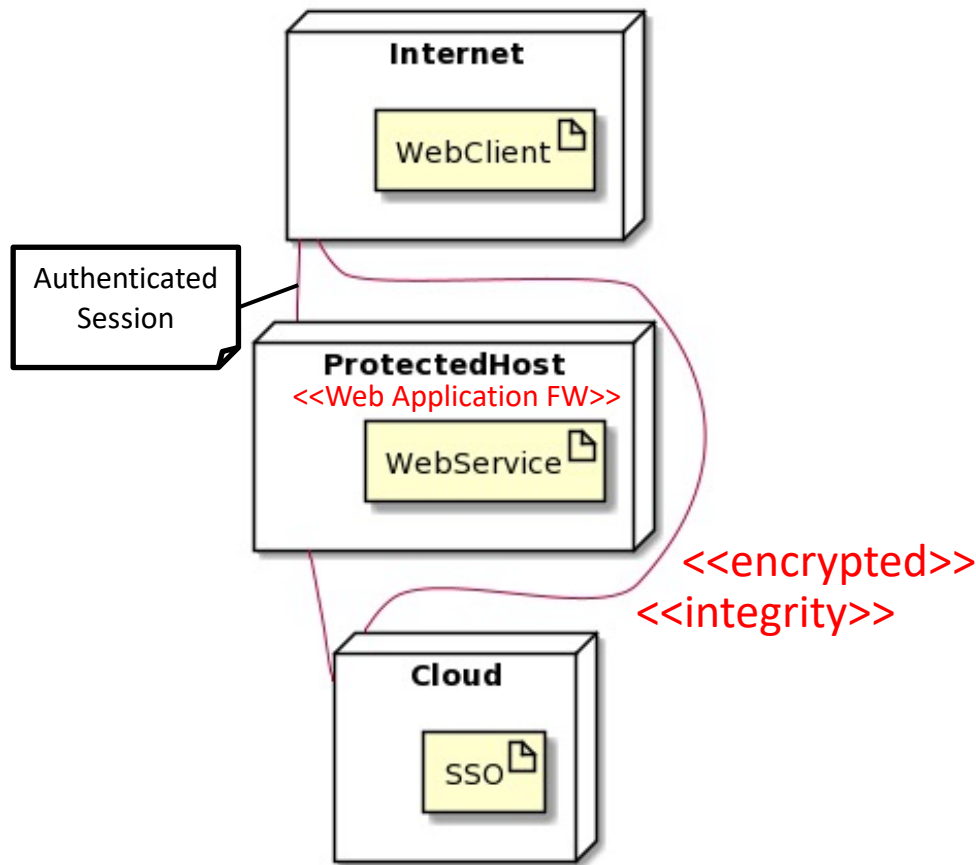 Internet
WebClient
Authenticated
Session
ProtectedHost
<<Web Application FW>>
WebService
<<encrypted>>
<<integrity>>
Cloud
SSO